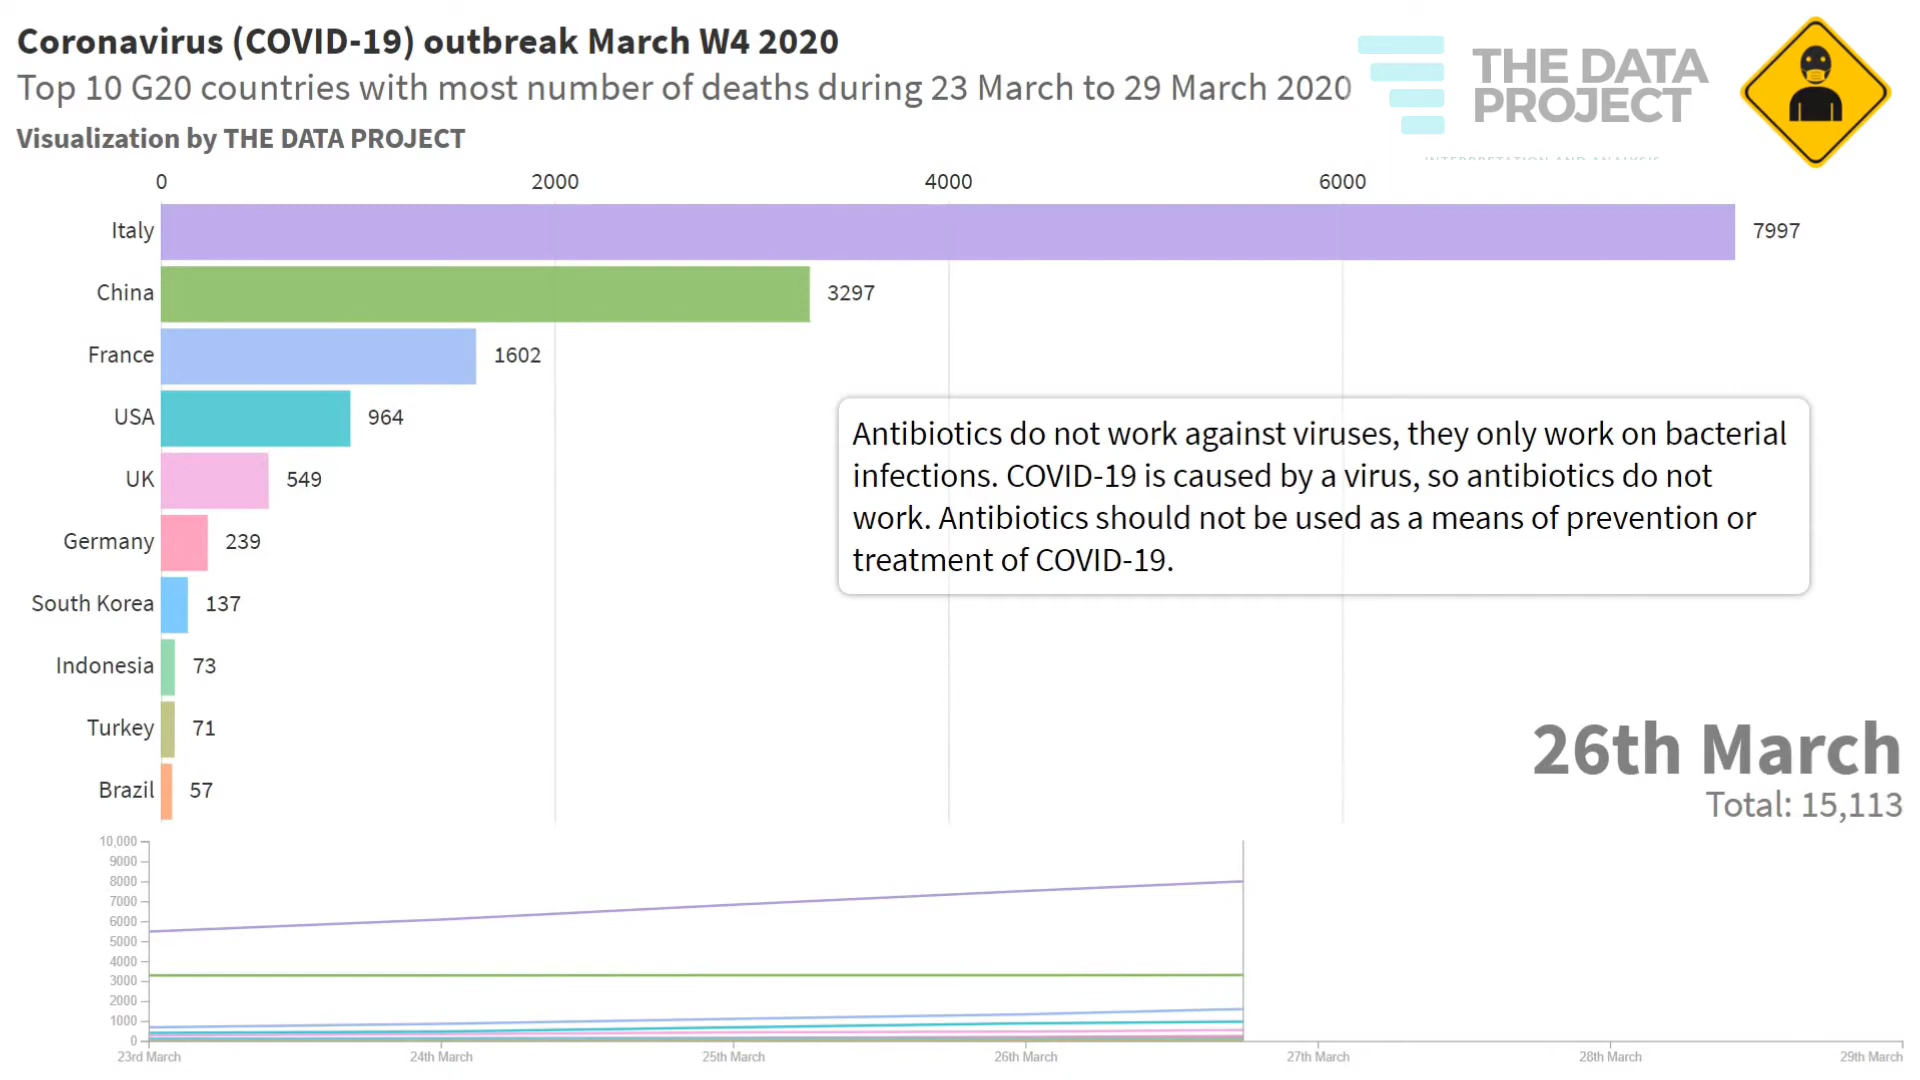 Coronavirus (COVID-19) outbreak March W4 2020
Top 10 G20 countries with most number of deaths during 23 March to 29 March 2020
Visualization by THE DATA PROJECT
THE DATA
PROJECT
0 2000 4000 6000
Italy 7997
China 3297
France 1602
USA 964
UK 549
Germany 239
South Korea 137
Indonesia 73
Turkey 71
Brazil 57
Antibiotics do not work against viruses, they only work on bacterial
infections. COVID-19 is caused by a virus, so antibiotics do not
work. Antibiotics should not be used as a means of prevention or
treatment of COVID-19.
26th March
Total: 15,113
10,000
9000
8000
7000
6000
5000
4000
3000
2000
1000
0
23rd March 24th March 25th March 26th March 27th March 28th March 29th March